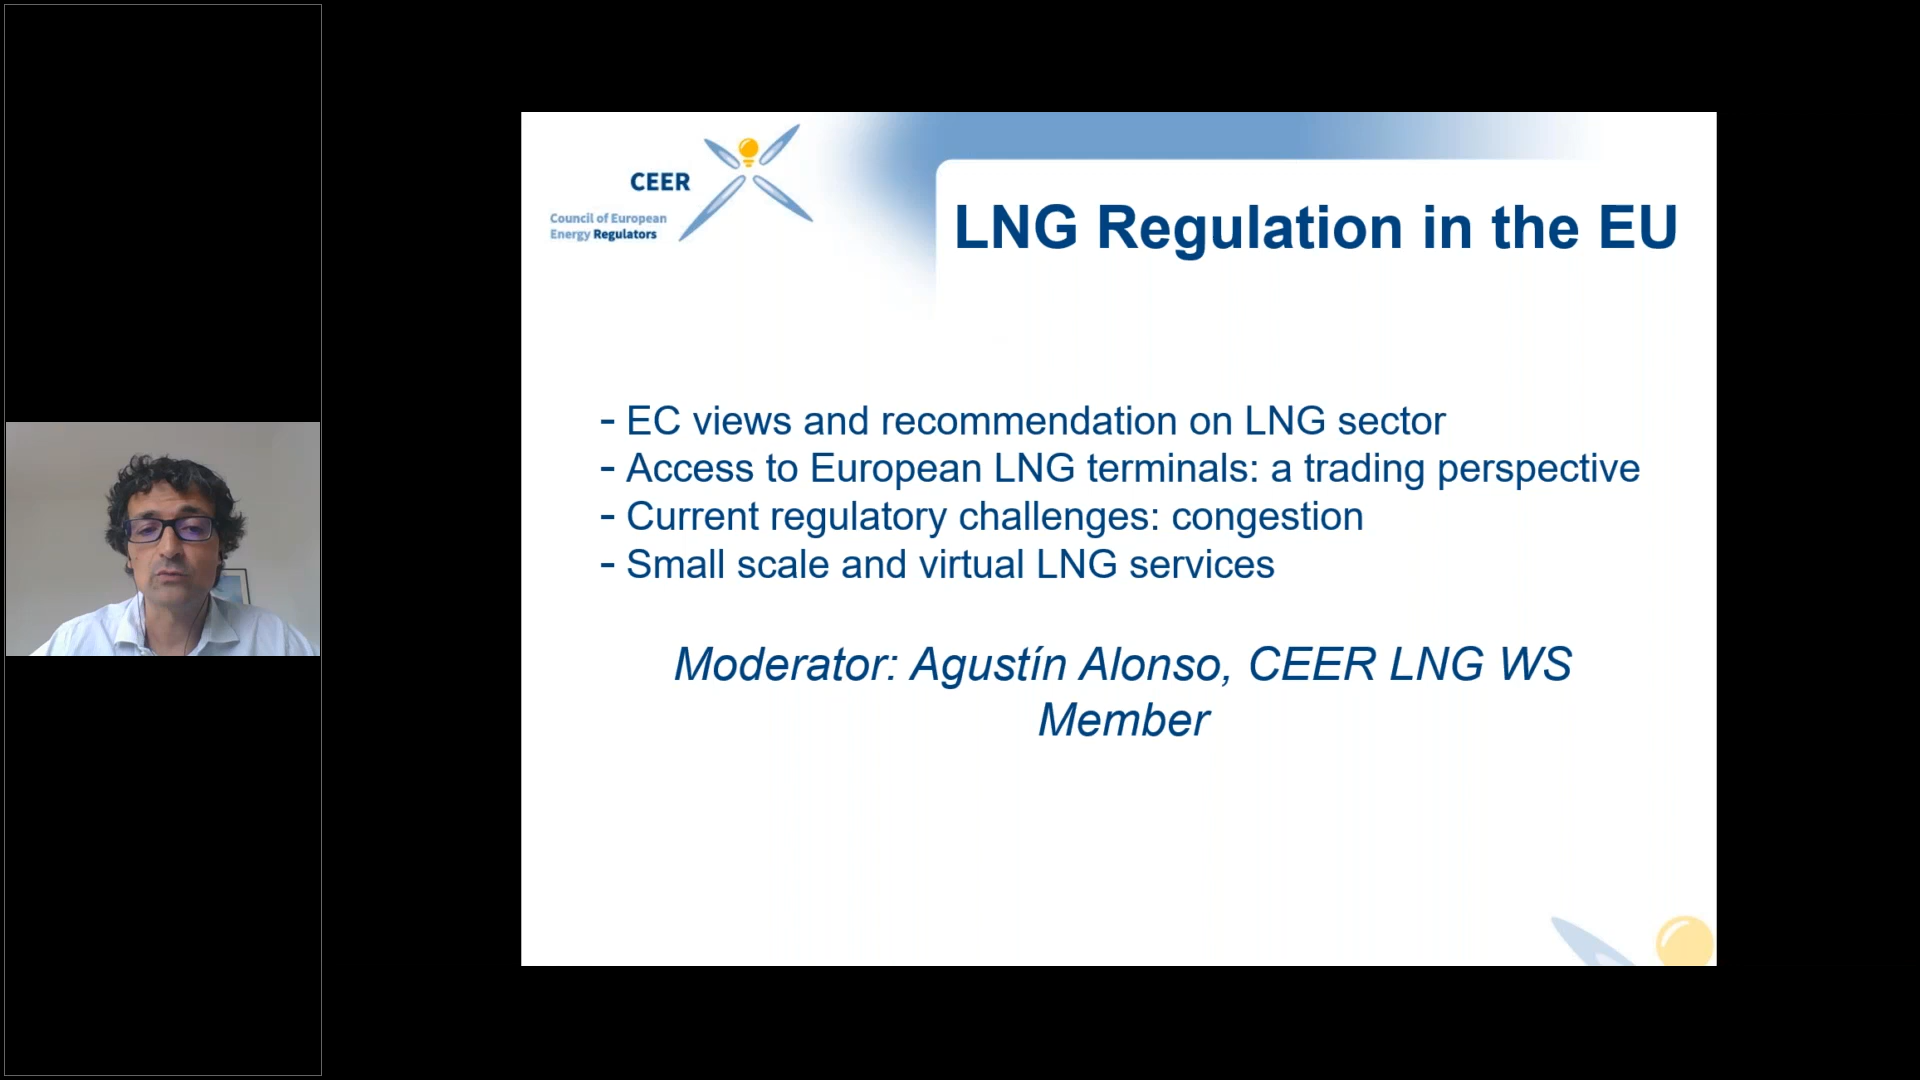 CEER
Council of European
Energy Regulators
LNG Regulation in the EU
- EC views and recommendation on LNG sector
- Access to European LNG terminals: a trading perspective
- Current regulatory challenges: congestion
- Small scale and virtual LNG services
Moderator: Agustín Alonso, CEER LNG WS
Member